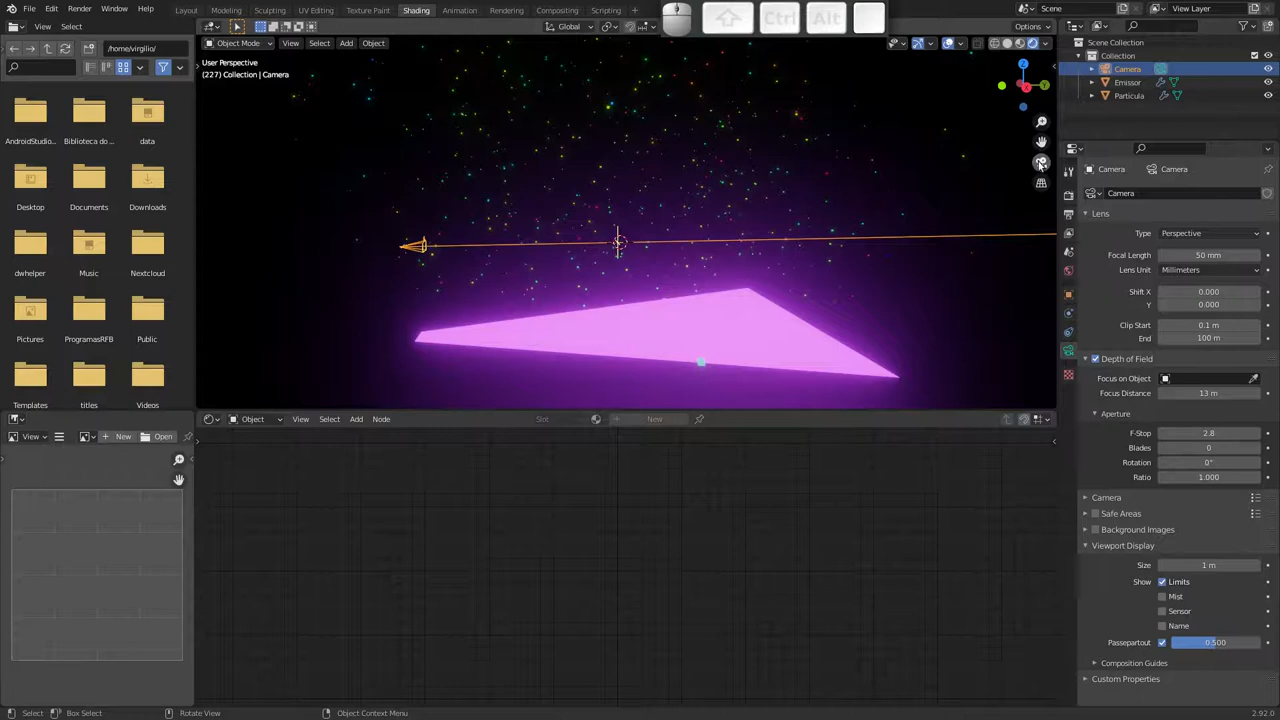 File Edit Render Window Help
Layout Modeling Sculpting UV Editing Texture Paint Shading Animation Rendering Compositing Scripting
Shift Ctrl Alt
Scene
View Layer
View Select
/home/virgilio/
Global
Options
Object Mode View Select Add Object
User Perspective
(227) Collection | Camera
Scene Collection
Collection
Camera
Emissor
Particula
AndroidStudio... Biblioteca do ... data
Desktop Documents Downloads
dwhelper Music Nextcloud
Pictures ProgramasRFB Public
Templates titles Videos
Camera Camera
Camera
Lens
Type Perspective
Focal Length 50 mm
Lens Unit Millimeters
Shift X 0.000
Y 0.000
Clip Start 0.1 m
End 100 m
Depth of Field
Focus on Object
Focus Distance 13 m
Aperture
F-Stop 2.8
Blades 0
Rotation 0°
Ratio 1.000
Camera
Safe Areas
Background Images
Viewport Display
Size 1 m
Show Limits
Mist
Sensor
Name
Passepartout 0.500
Composition Guides
Custom Properties
View New Open
Object View Select Add Node Slot New
Select Box Select Rotate View Object Context Menu 2.92.0